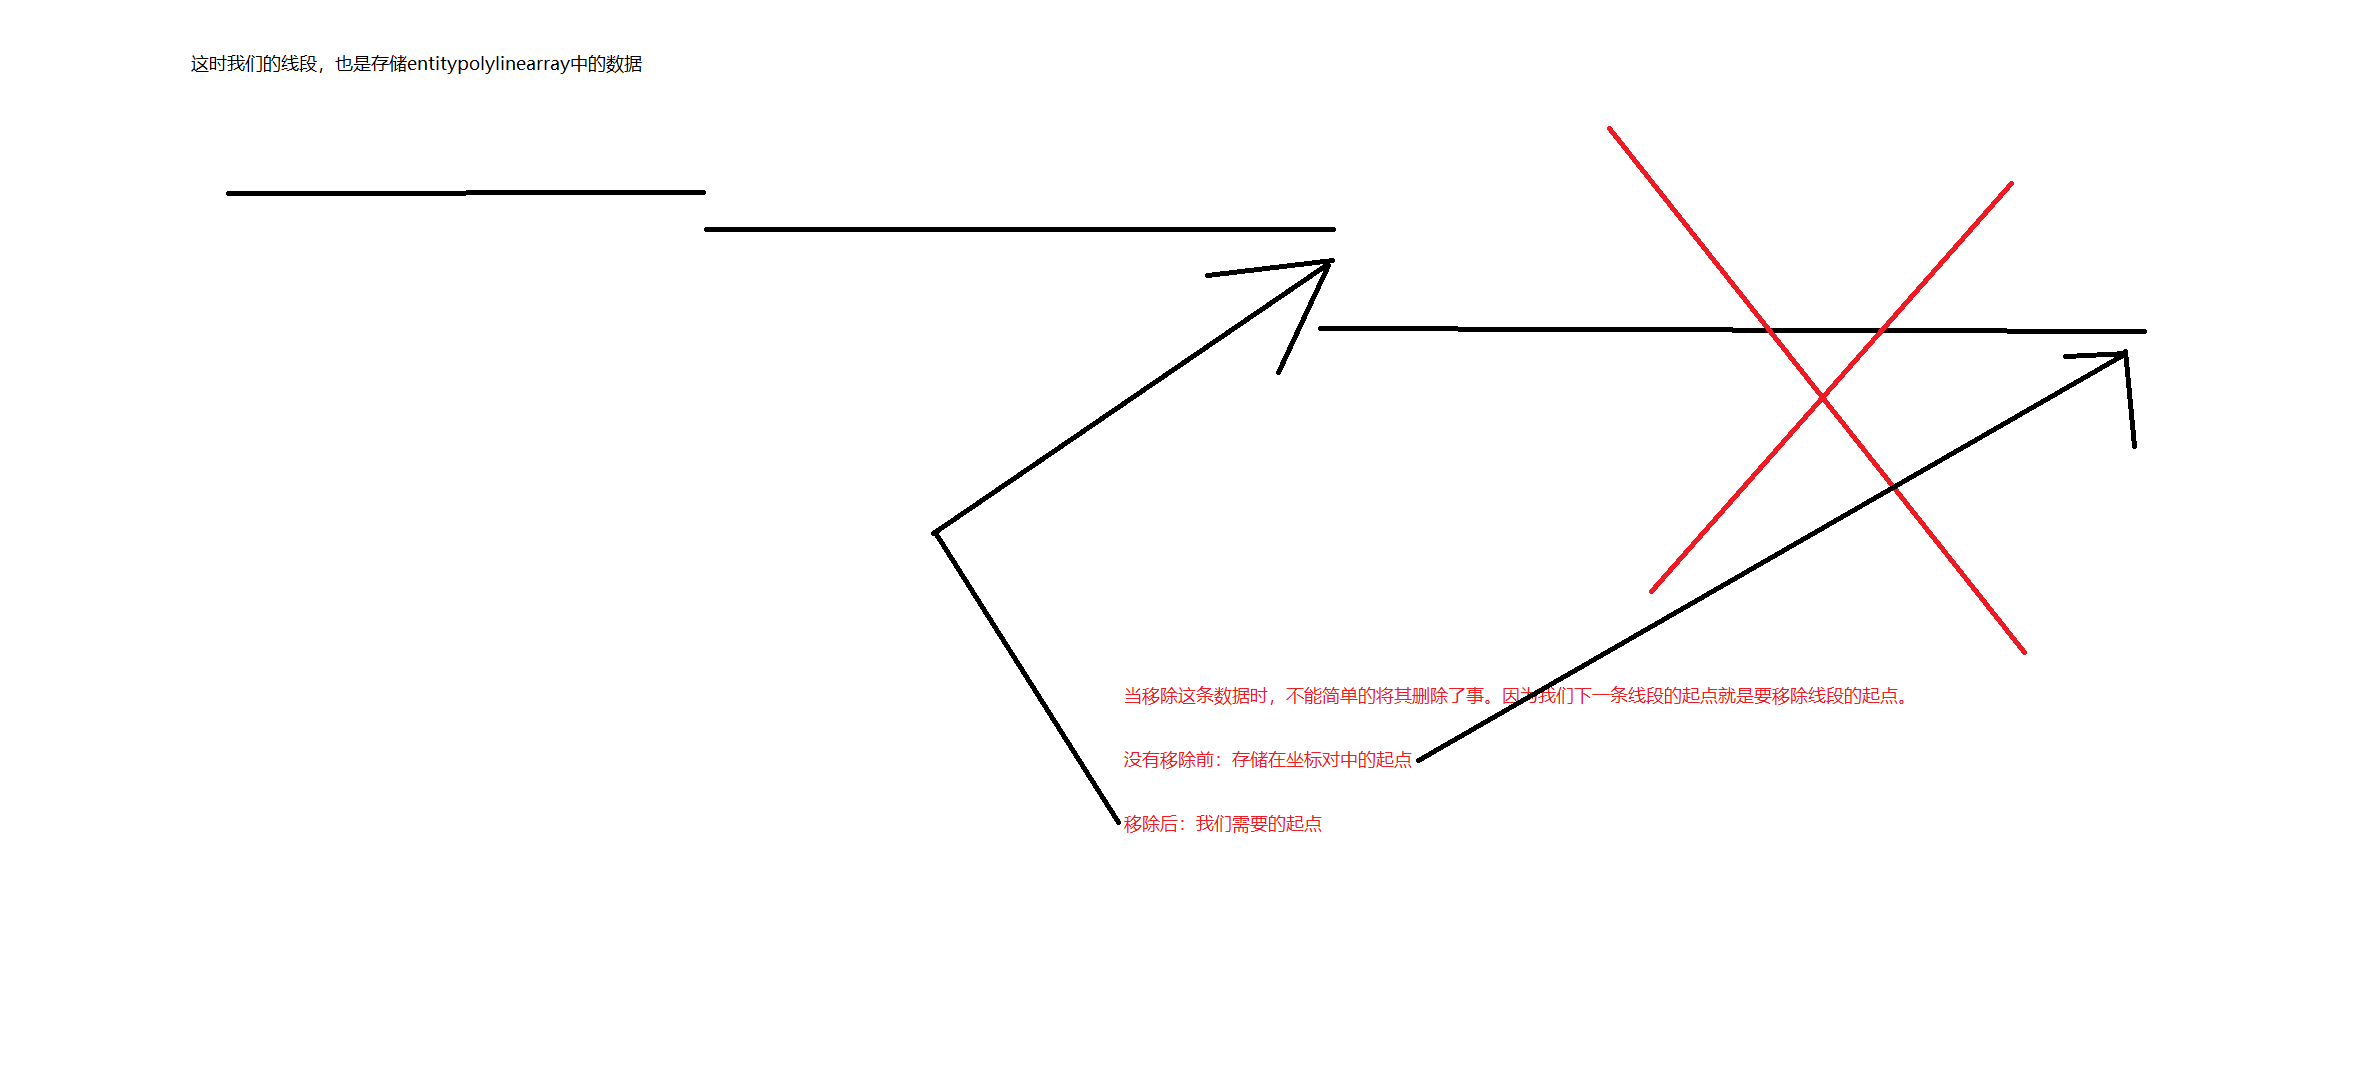 这时我们的线段，也是存储entitypolylinearray中的数据
当移除这条数据时，不能简单的将其删除了事。因为我们下一条线段的起点就是要移除线段的起点。
没有移除前：存储在坐标对中的起点
移除后：我们需要的起点